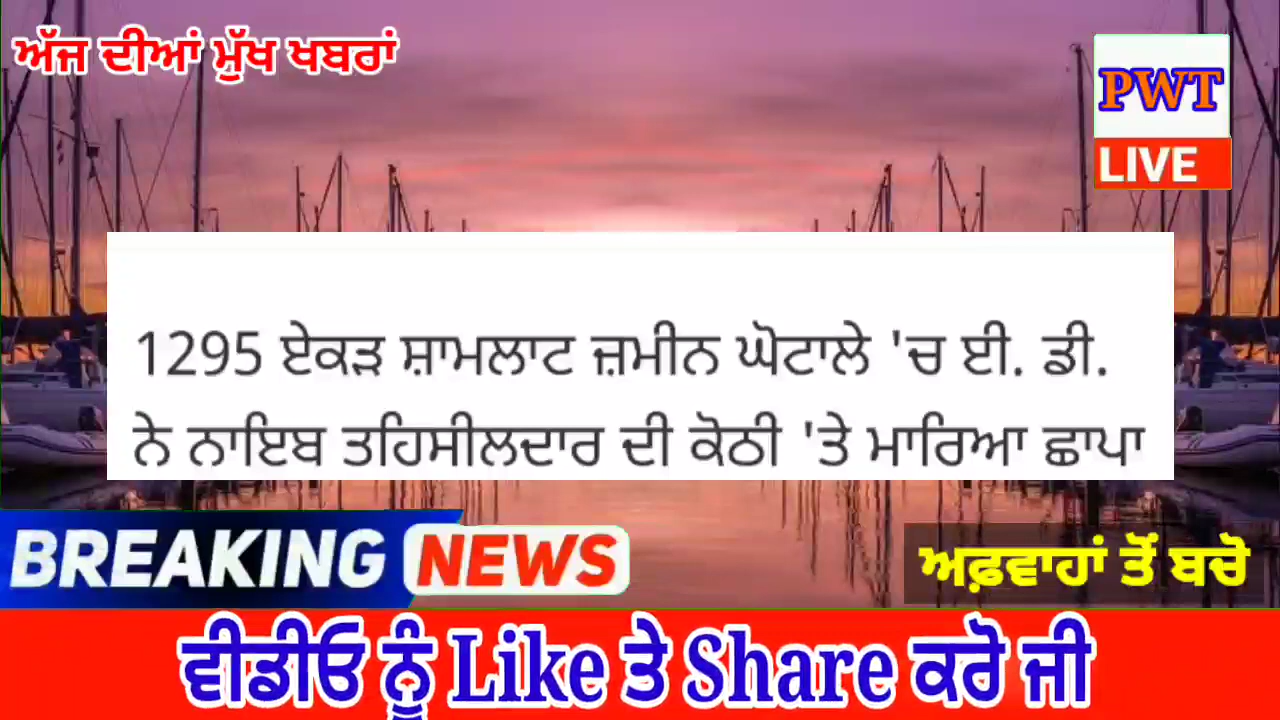 ਅੱਜ ਦੀਆਂ ਮੁੱਖ ਖਬਰਾਂ
PWT
LIVE
1295 ਏਕੜ ਸ਼ਾਮਲਾਟ ਜ਼ਮੀਨ ਘੋਟਾਲੇ 'ਚ ਈ. ਡੀ.
ਨੇ ਨਾਇਬ ਤਹਿਸੀਲਦਾਰ ਦੀ ਕੋਠੀ 'ਤੇ ਮਾਰਿਆ ਛਾਪਾ
BREAKING NEWS
ਅਫ਼ਵਾਹਾਂ ਤੋਂ ਬਚੋ
ਵੀਡੀਓ ਨੂੰ Like ਤੇ Share ਕਰੋ ਜੀ